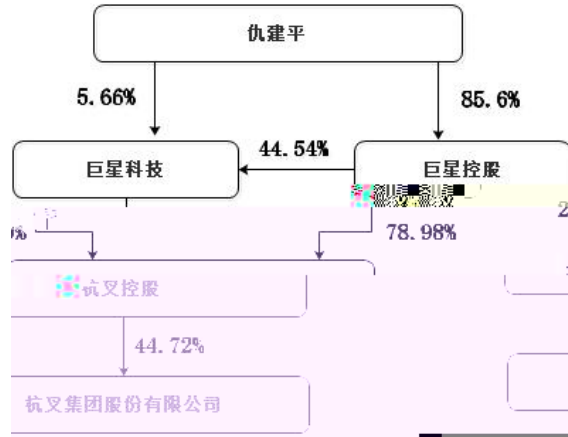 仇建平
5.66%
85.6%
44.54%
巨星科技
巨星控股
78.98%
杭叉控股
44.72%
杭叉集团股份有限公司